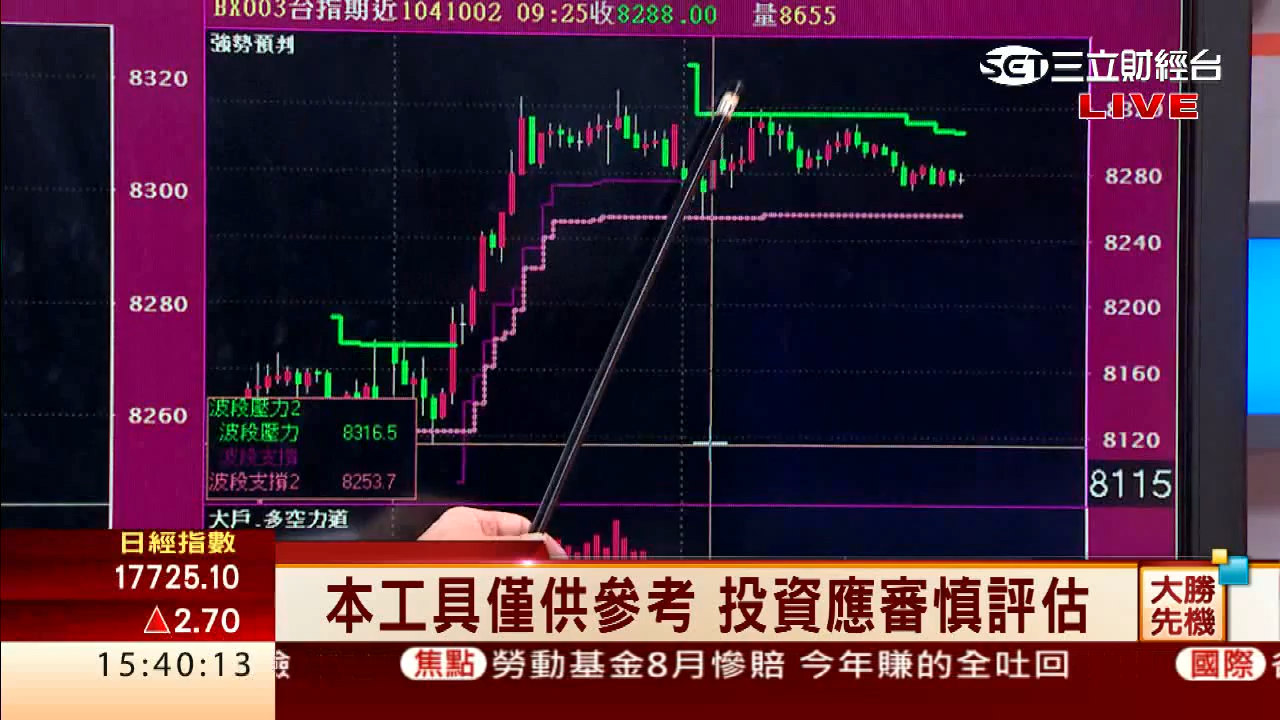 BX003台指期近1041002 09:25收8288.00 量8655
強勢預判
SET三立財經台
LIVE
8320
8300
8280
8260
8280
8240
8200
8160
8120
8115
波段壓力2
波段壓力 8316.5
波段支撐
波段支撐2 8253.7
大戶.多空力道
日經指數
17725.10
△2.70
本工具僅供參考 投資應審慎評估
大勝
先機
15:40:13
焦點 勞動基金8月慘賠 今年賺的全吐回
國際